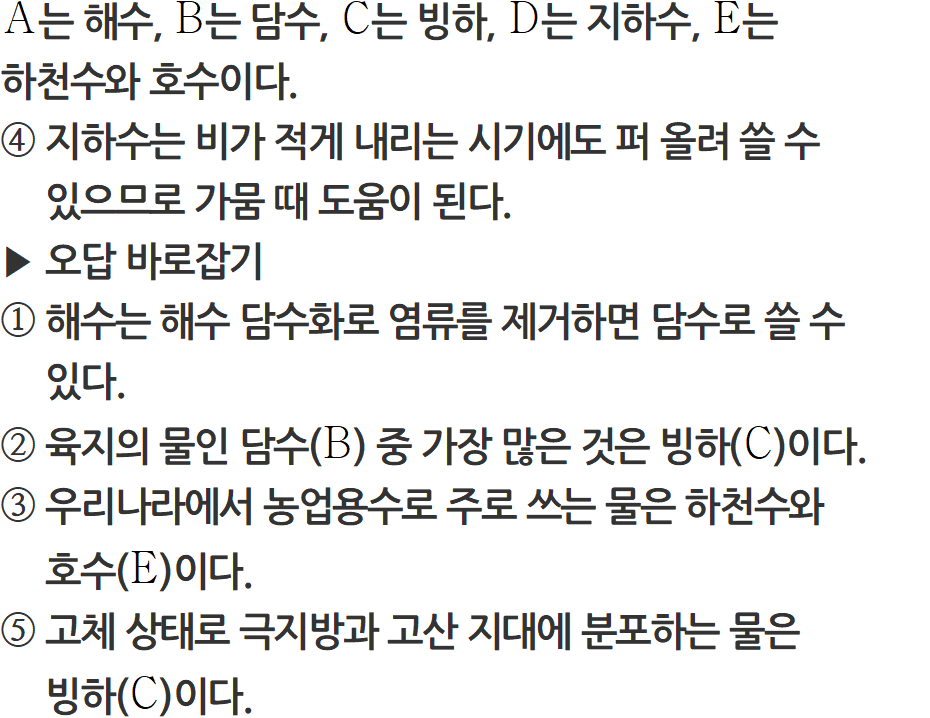 A는 해수, B는 담수, C는 빙하, D는 지하수, E는
하천수와 호수이다.
④ 지하수는 비가 적게 내리는 시기에도 퍼 올려 쓸 수
있으므로 가뭄 때 도움이 된다.
▶ 오답 바로잡기
① 해수는 해수 담수화로 염류를 제거하면 담수로 쓸 수
있다.
② 육지의 물인 담수(B) 중 가장 많은 것은 빙하(C)이다.
③ 우리나라에서 농업용수로 주로 쓰는 물은 하천수와
호수(E)이다.
⑤ 고체 상태로 극지방과 고산 지대에 분포하는 물은
빙하(C)이다.